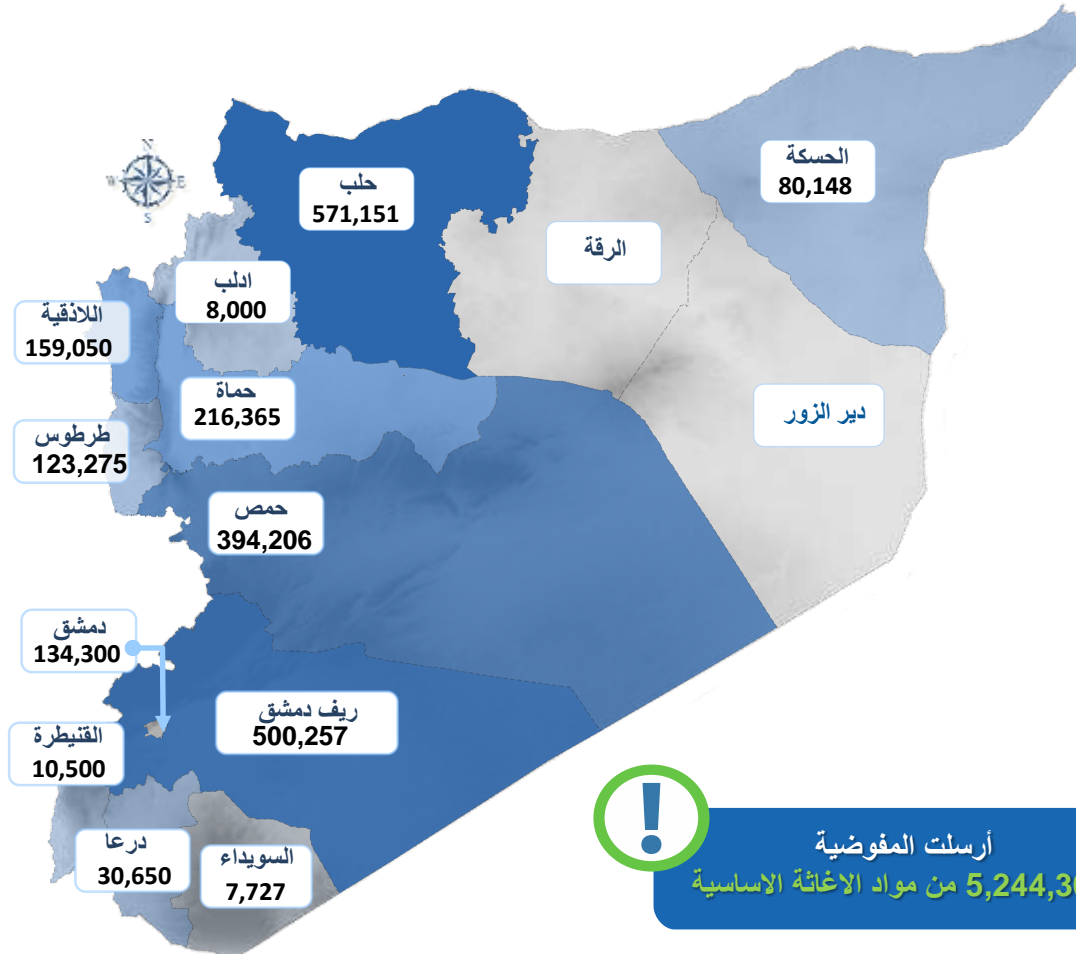 N
W E
S
الحسكة
80,148
حلب
571,151
الرقة
ادلب
8,000
اللاذقية
159,050
حماة
216,365
دير الزور
طرطوس
123,275
حمص
394,206
دمشق
134,300
ريف دمشق
500,257
القنيطرة
10,500
درعا
30,650
السويداء
7,727
!
أرسلت المفوضية
من مواد الاغاثة الاساسية